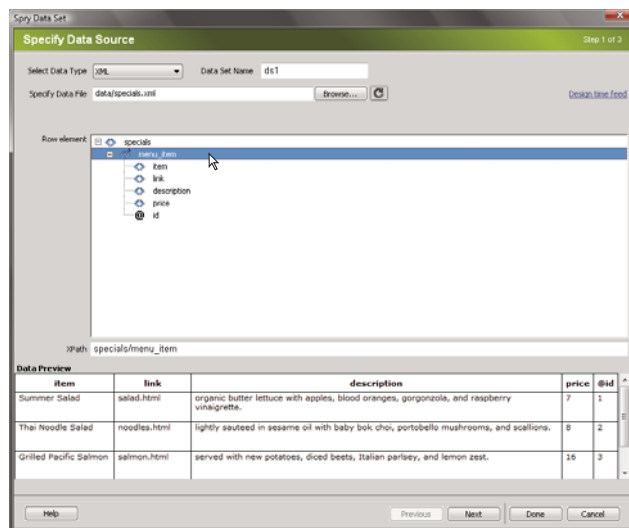 Spry Data Set
Specify Data Source
Step 1 of 3
Select Data Type XML Data Set Name ds1
Specify Data File data/specials.xml Browse... Design time feed
Row element specials
menu_item
item
link
description
price
@ id
XPath specials/menu_item
Data Preview
item link description price @id
Summer Salad salad.html organic butter lettuce with apples, blood oranges, gorgonzola, and raspberry 7 1
vinaigrette.
Thai Noodle Salad noodles.html lightly sauteed in sesame oil with baby bok choi, portobello mushrooms, and scallions. 8 2
Grilled Pacific Salmon salmon.html served with new potatoes, diced beets, Italian parlsey, and lemon zest. 16 3
Help Previous Next Done Cancel